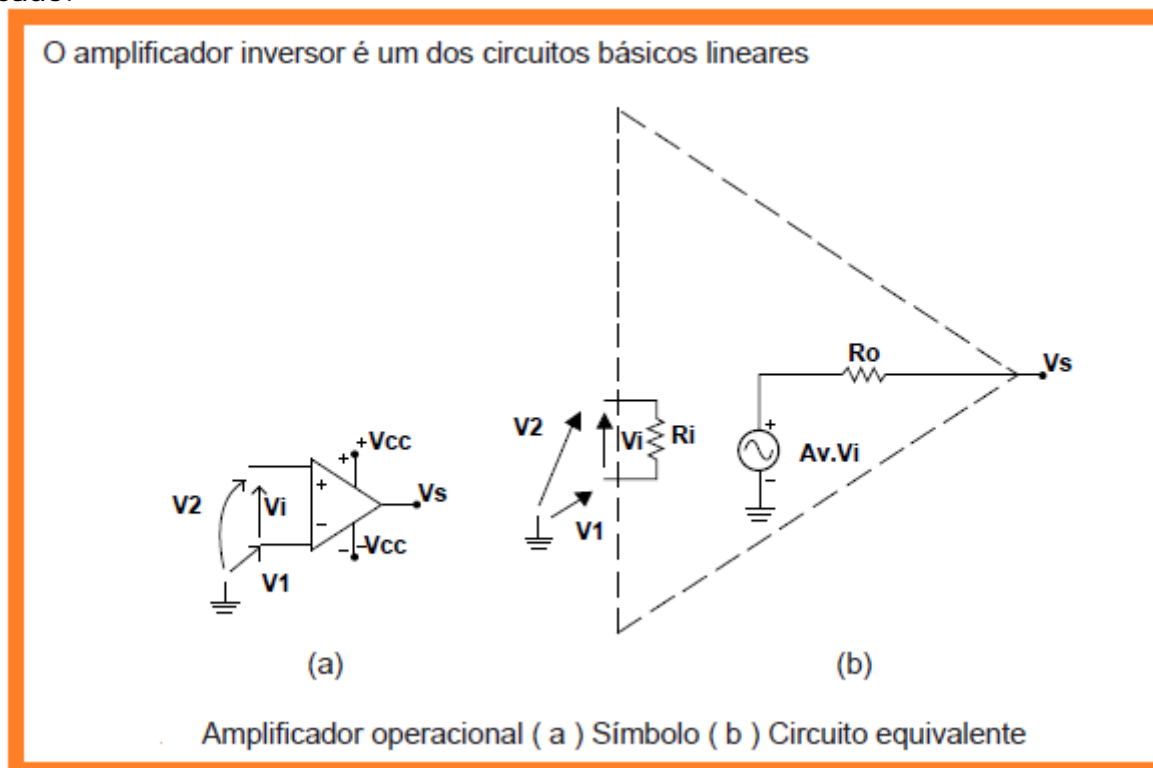 O amplificador inversor é um dos circuitos básicos lineares
Ro
Vs
V2
Vi
Ri
Av.Vi
+
-
V1
+Vcc
+
V2
Vi
+
-
Vs
- -Vcc
V1
(a)
(b)
Amplificador operacional ( a ) Símbolo ( b ) Circuito equivalente